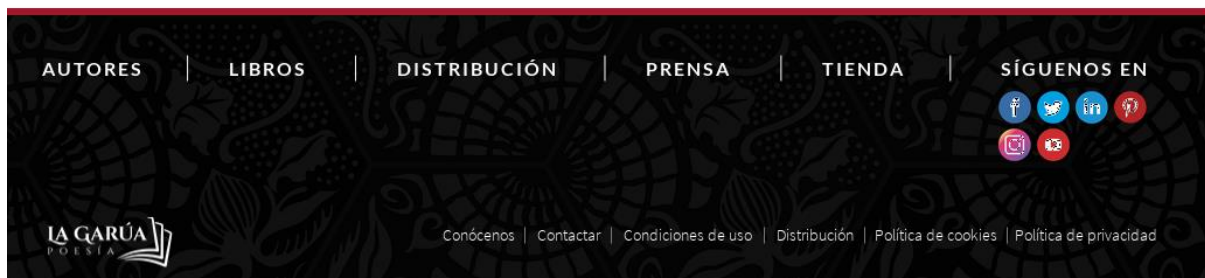 AUTORES | LIBROS | DISTRIBUCIÓN | PRENSA | TIENDA | SÍGUENOS EN
LA GARÚA
POESÍA
Conócenos | Contactar | Condiciones de uso | Distribución | Política de cookies | Política de privacidad